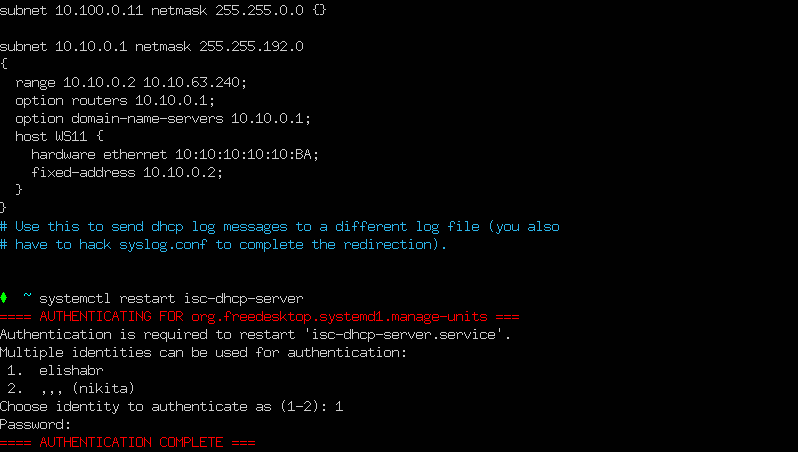 subnet 10.100.0.11 netmask 255.255.0.0 {}
subnet 10.10.0.1 netmask 255.255.192.0
{
range 10.10.0.2 10.10.63.240;
option routers 10.10.0.1;
option domain-name-servers 10.10.0.1;
host WS11 {
hardware ethernet 10:10:10:10:10:BA;
fixed-address 10.10.0.2;
}
}
# Use this to send dhcp log messages to a different log file (you also
# have to hack syslog.conf to complete the redirection).
~ systemctl restart isc-dhcp-server
==== AUTHENTICATING FOR org.freedesktop.systemd1.manage-units ===
Authentication is required to restart 'isc-dhcp-server.service'.
Multiple identities can be used for authentication:
1. elishabr
2. ,,, (nikita)
Choose identity to authenticate as (1-2): 1
Password:
==== AUTHENTICATION COMPLETE ===